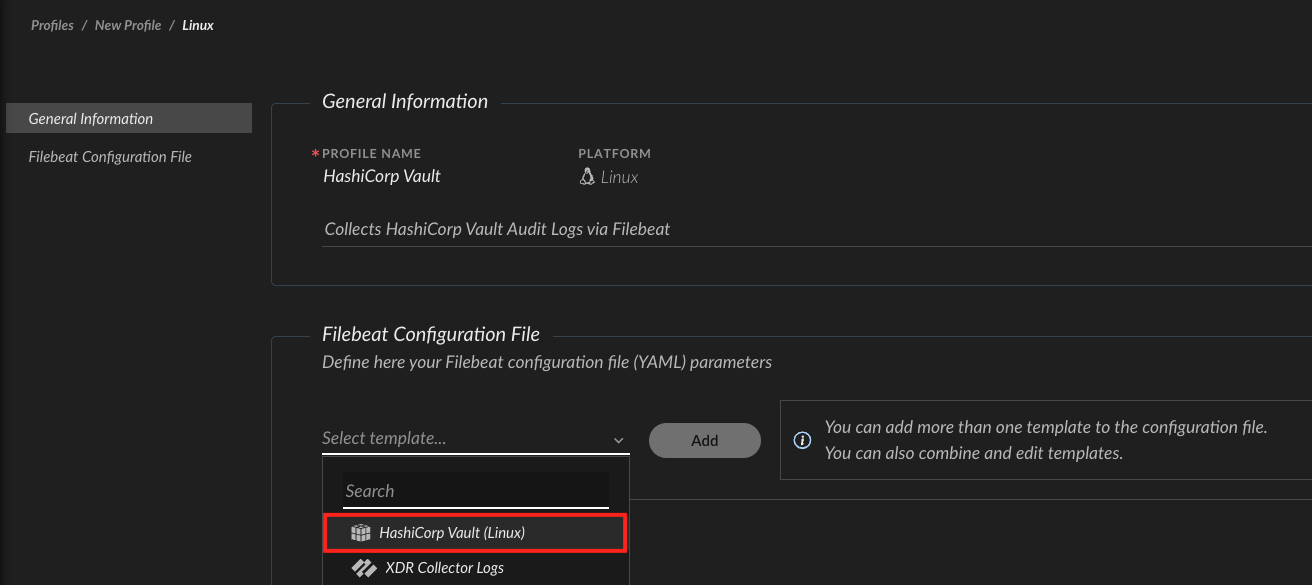 Profiles / New Profile / Linux
General Information
Filebeat Configuration File
General Information
* PROFILE NAME
HashiCorp Vault
PLATFORM
Linux
Collects HashiCorp Vault Audit Logs via Filebeat
Filebeat Configuration File
Define here your Filebeat configuration file (YAML) parameters
Select template...
Add
You can add more than one template to the configuration file.
You can also combine and edit templates.
Search
HashiCorp Vault (Linux)
XDR Collector Logs